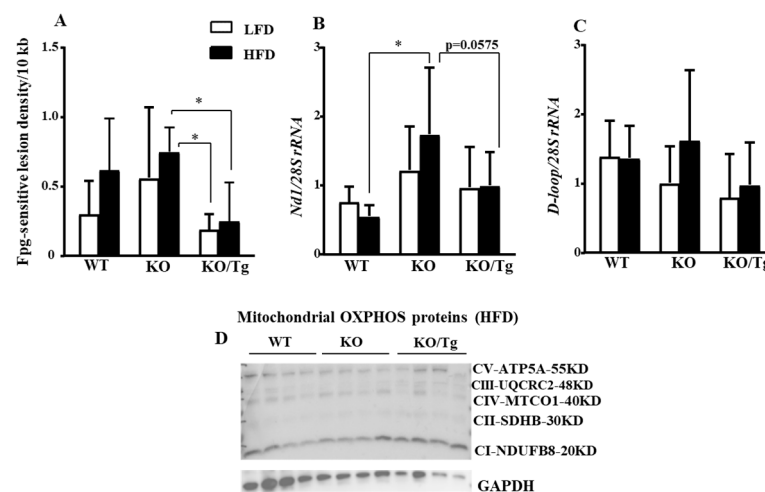 A
LFD
HFD
Fpg-sensitive lesion density/10 kb
1.5
1.0
0.5
0
*
*
WT
KO
KO/Tg
B
Nd1/28S rRNA
3
2
1
0
*
p=0.0575
WT
KO
KO/Tg
C
D-loop/28S rRNA
3
2
1
0
WT
KO
KO/Tg
Mitochondrial OXPHOS proteins (HFD)
D
WT
KO
KO/Tg
CV-ATP5A-55KD
CIII-UQCRC2-48KD
CIV-MTCO1-40KD
CII-SDHB-30KD
CI-NDUFB8-20KD
GAPDH